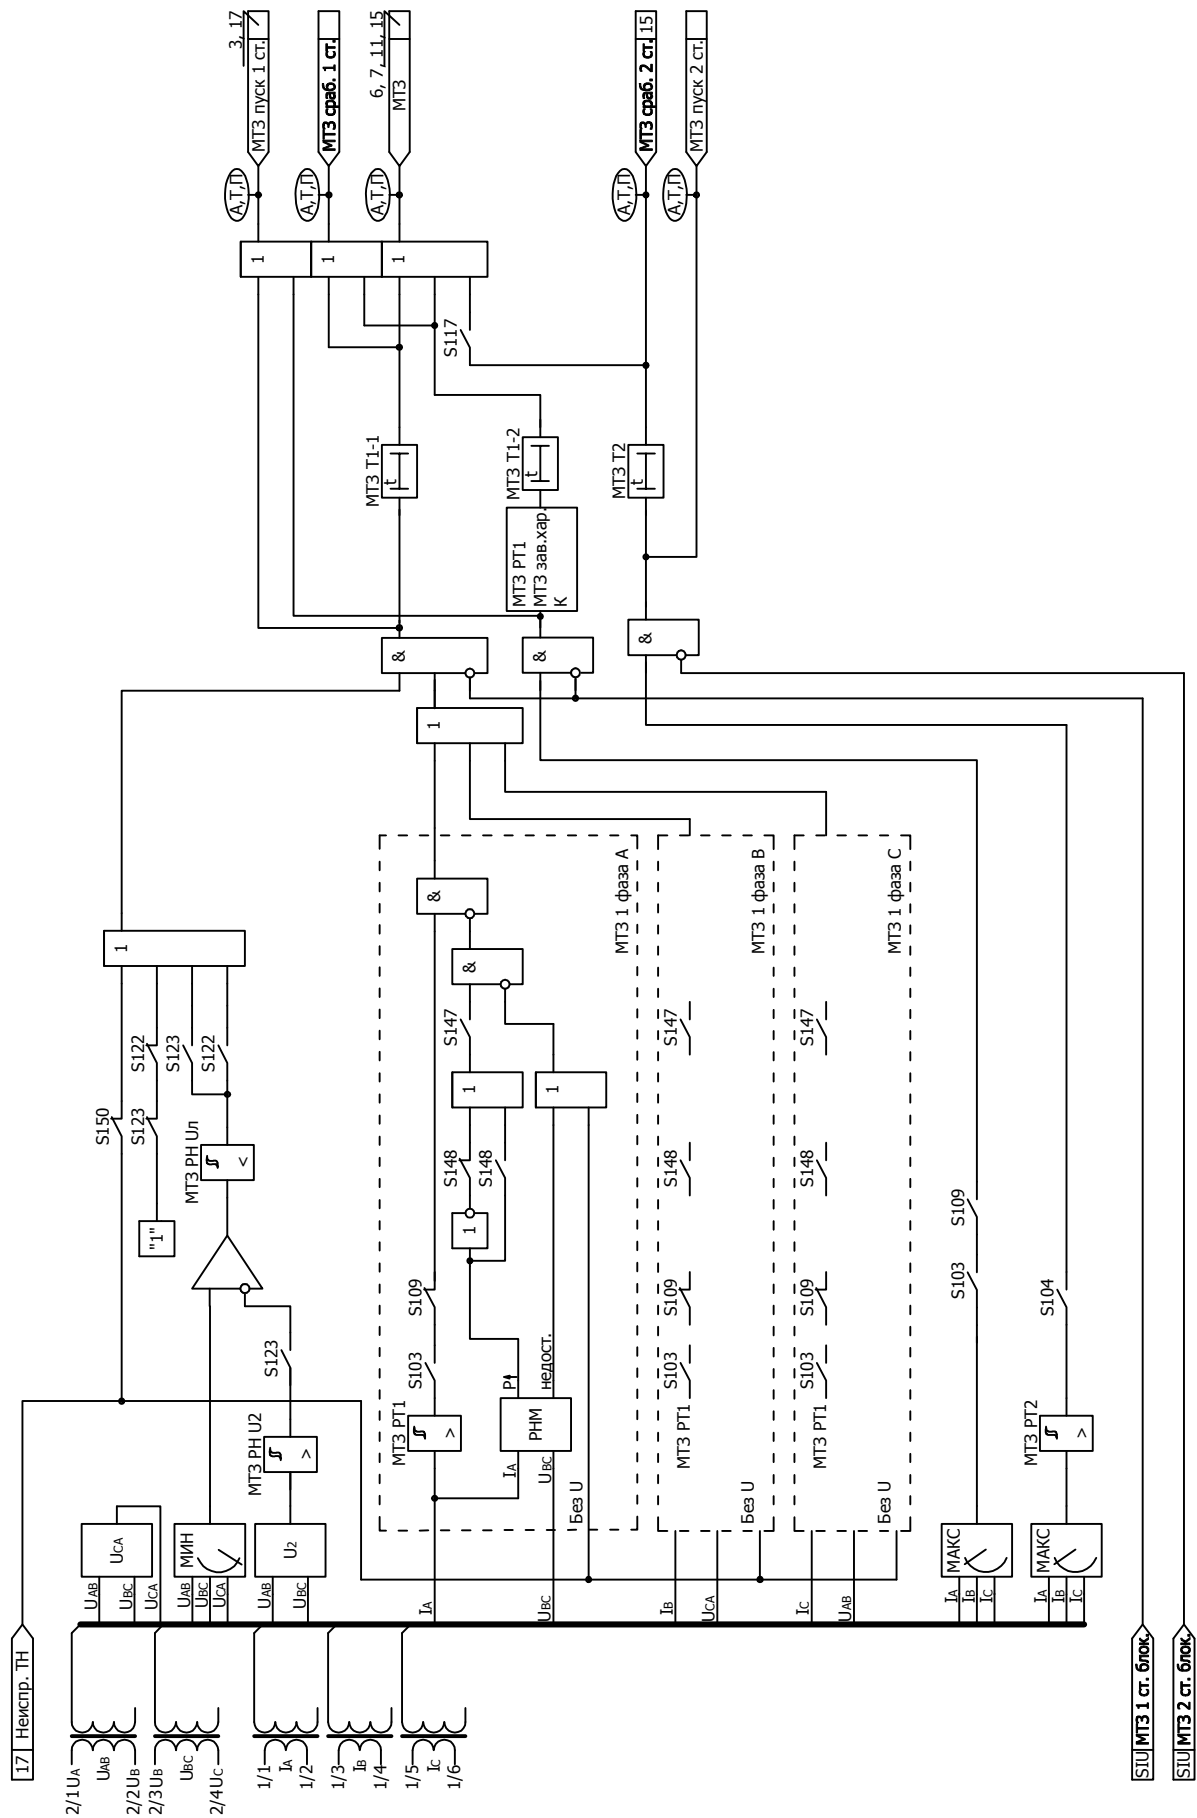 17 Неиспр. ТН
2/1 UA
UAB
2/2 UB
2/3 UB
UBC
2/4 UC
1/1
IA
1/2
1/3
IB
1/4
1/5
IC
1/6
UAB
UBC
UCA
UCA
UAB
UBC
UCA
МИН
UAB
UBC
U2
МТЗ РН U2
>
S123
МТЗ РН UЛ
<
"1"
S150
S123
S122
S123
S122
1
IA
UBC
МТЗ РТ1
>
IA
UBC
РНМ
P
недост.
Без U
S103
S109
1
S148
S148
1
1
S147
&
&
МТЗ 1 фаза А
IB
UCA
МТЗ РТ1
Без U
S103
S109
S148
S147
МТЗ 1 фаза В
IC
UAB
МТЗ РТ1
Без U
S103
S109
S148
S147
МТЗ 1 фаза С
IA
IB
IC
МАКС
S103
S109
IA
IB
IC
МАКС
МТЗ РТ2
>
S104
1
&
&
&
МТЗ РТ1
МТЗ зав.хар.
К
МТЗ Т1-1
t
МТЗ Т1-2
t
МТЗ Т2
t
S117
1
1
1
А,Т,П
А,Т,П
А,Т,П
А,Т,П
А,Т,П
МТЗ пуск 1 ст.
3, 17
МТЗ сраб. 1 ст.
МТЗ
6, 7, 11, 15
МТЗ сраб. 2 ст. 15
МТЗ пуск 2 ст.
SIU МТЗ 1 ст. блок.
SIU МТЗ 2 ст. блок.